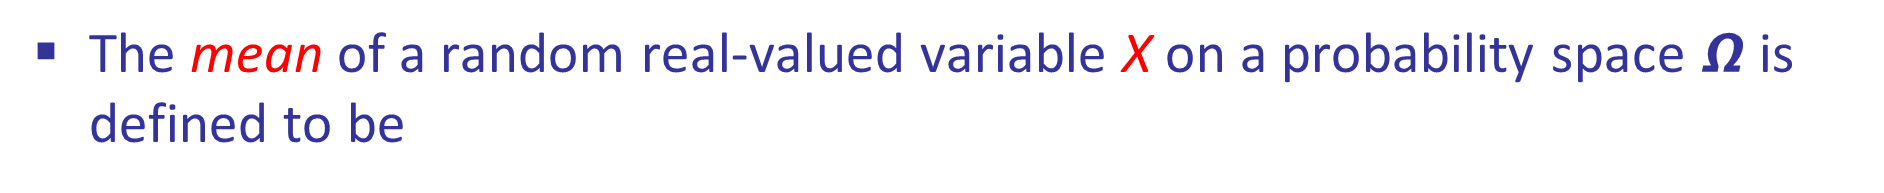 ▪ The mean of a random real-valued variable X on a probability space Ω is
defined to be